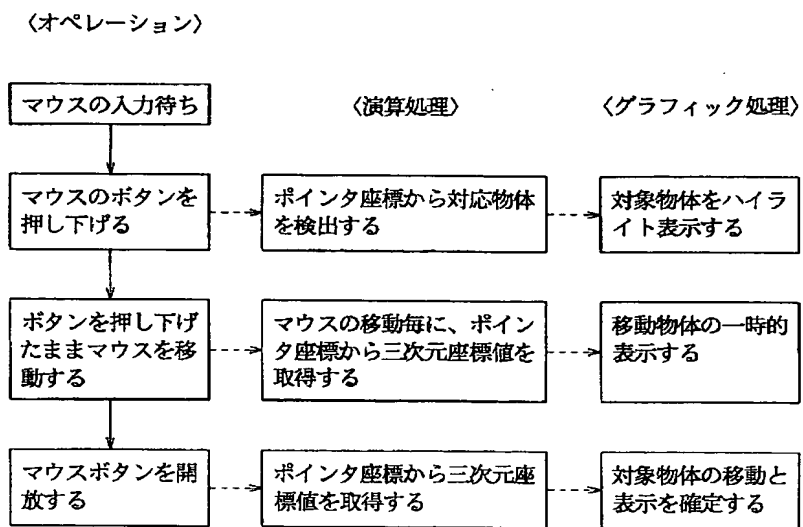 〈オペレーション〉
〈演算処理〉
〈グラフィック処理〉
マウスの入力待ち
マウスのボタンを
押し下げる
ポインタ座標から対応物体
を検出する
対象物体をハイラ
イト表示する
ボタンを押し下げ
たままマウスを移
動する
マウスの移動毎に、ポイン
タ座標から三次元座標値を
取得する
移動物体の一時的
表示する
マウスボタンを開
放する
ポインタ座標から三次元座
標値を取得する
対象物体の移動と
表示を確定する